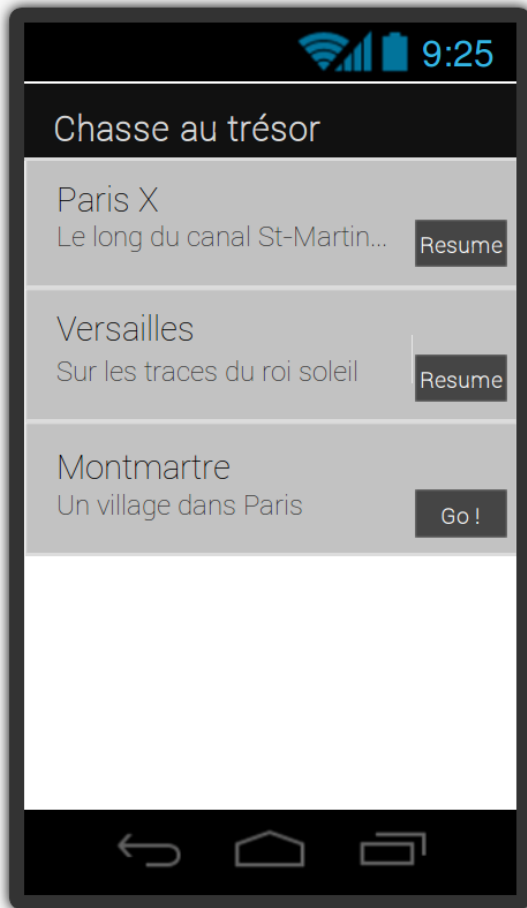 9:25
Chasse au trésor
Paris X
Le long du canal St-Martin...
Resume
Versailles
Sur les traces du roi soleil
Resume
Montmartre
Un village dans Paris
Go !